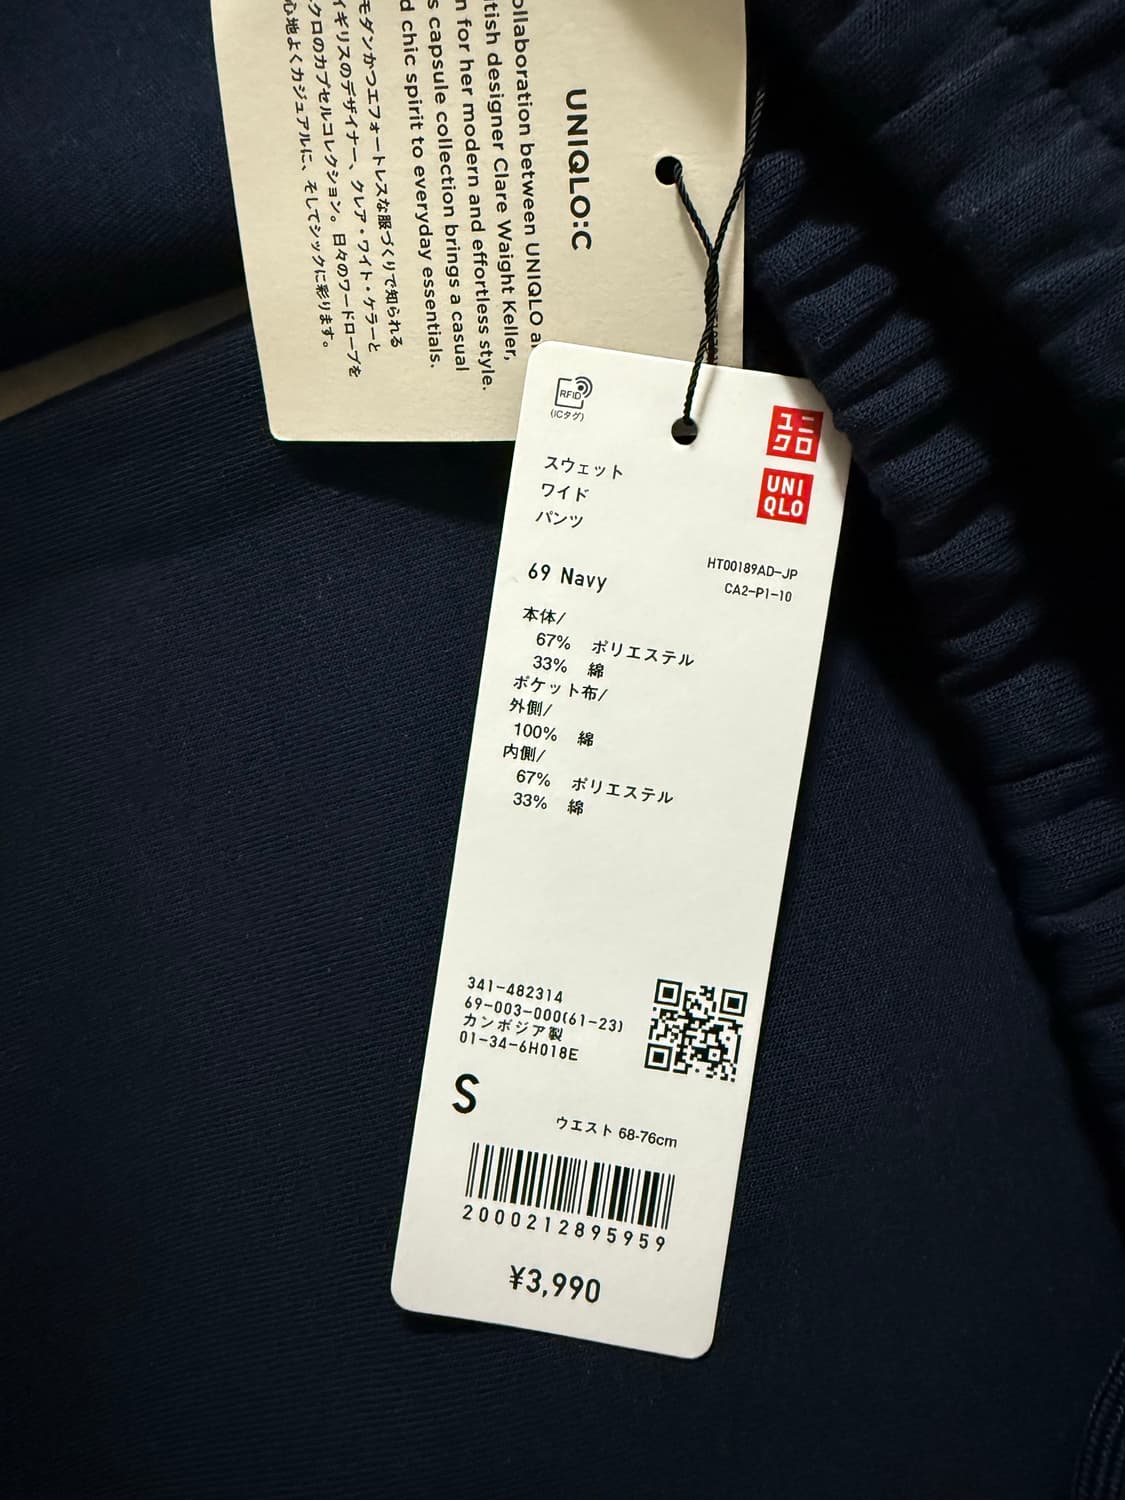 UNIQLO:C
ollaboration between UNIQLO a
tish designer Clare Waight Keller,
n for her modern and effortless style.
s capsule collection brings a casual
d chic spirit to everyday essentials.
モダンかつエフォートレスな服づくりで知られる
イギリスのデザイナー、クレア・ワイト・ケラーと
クロのカプセルコレクション。日々のワードローブを
心地よくカジュアルに、そしてシックに彩ります。
RFID
(ICタグ)
ユニ
クロ
UNI
QLO
スウェット
ワイド
パンツ
69 Navy
HT00189AD-JP
CA2-P1-10
本体/
67% ポリエステル
33% 綿
ポケット布/
外側/
100% 綿
内側/
67% ポリエステル
33% 綿
341-482314
69-003-000(61-23)
カンボジア製
01-34-6H018E
S
ウエスト 68-76cm
2000212895959
¥3,990